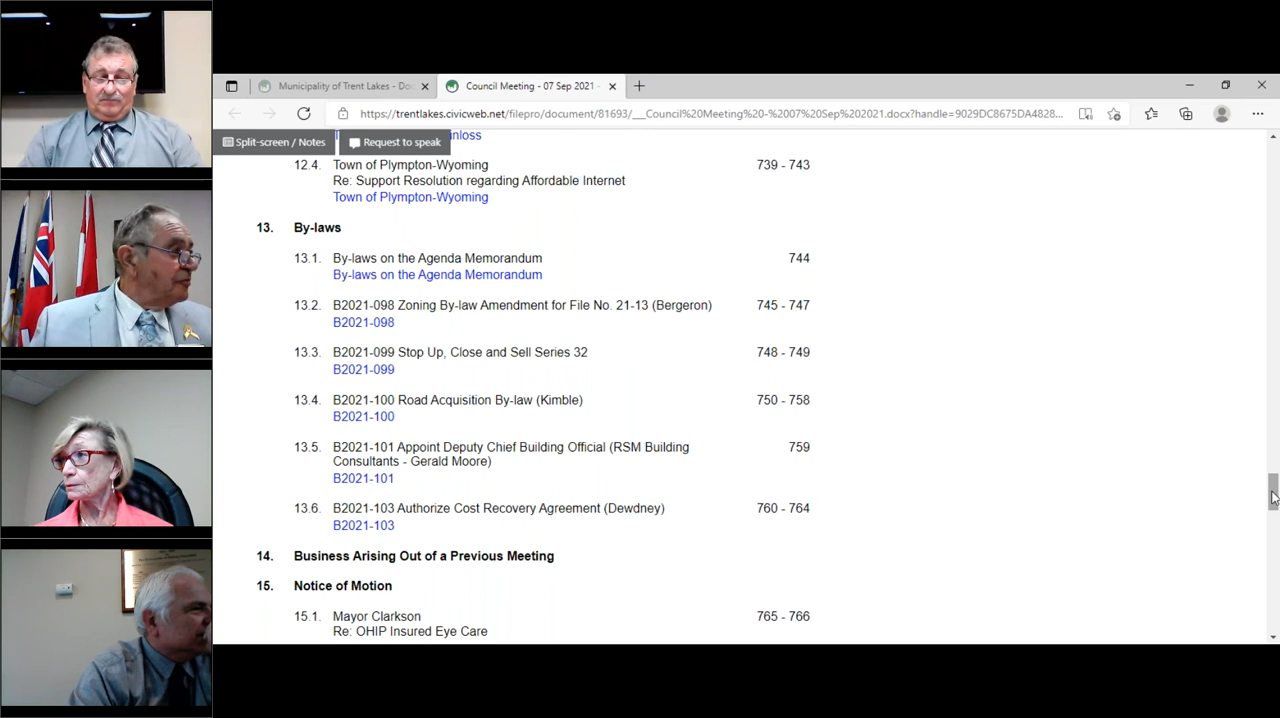 Municipality of Trent Lakes - Doc
Council Meeting - 07 Sep 2021 -
https://trentlakes.civicweb.net/filepro/document/81693/__Council%20Meeting%20-%2007%20Sep%202021.docx?handle=9029DC8675DA4828...
Split-screen / Notes
Request to speak
inloss
12.4. Town of Plympton-Wyoming 739 - 743
Re: Support Resolution regarding Affordable Internet
Town of Plympton-Wyoming
13. By-laws
13.1. By-laws on the Agenda Memorandum 744
By-laws on the Agenda Memorandum
13.2. B2021-098 Zoning By-law Amendment for File No. 21-13 (Bergeron) 745 - 747
B2021-098
13.3. B2021-099 Stop Up, Close and Sell Series 32 748 - 749
B2021-099
13.4. B2021-100 Road Acquisition By-law (Kimble) 750 - 758
B2021-100
13.5. B2021-101 Appoint Deputy Chief Building Official (RSM Building 759
Consultants - Gerald Moore)
B2021-101
13.6. B2021-103 Authorize Cost Recovery Agreement (Dewdney) 760 - 764
B2021-103
14. Business Arising Out of a Previous Meeting
15. Notice of Motion
15.1. Mayor Clarkson 765 - 766
Re: OHIP Insured Eye Care